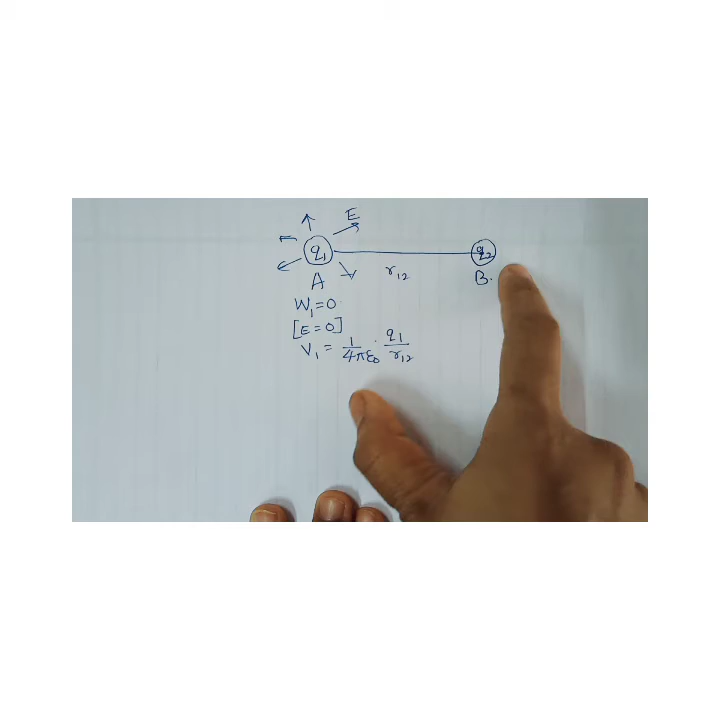 E
q₁ q₂
A r₁₂ B.
W₁ = 0
[E = 0]
V₁ = 1/4πε₀ · q₁/r₁₂